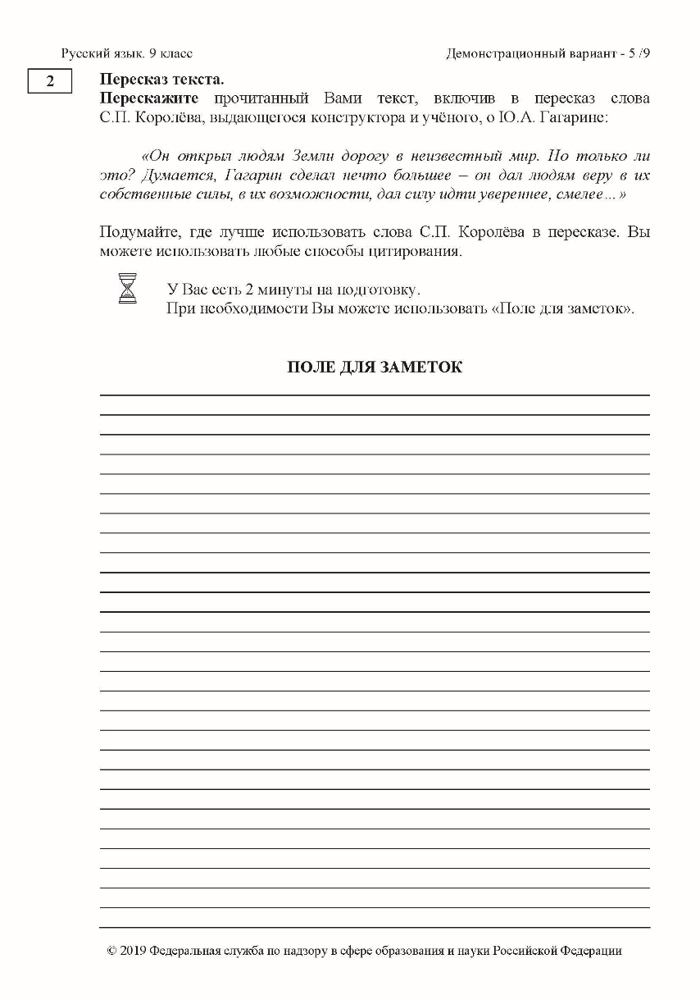 Русский язык. 9 класс Демонстрационный вариант - 5 /9
2 Пересказ текста.
Перескажите прочитанный Вами текст, включив в пересказ слова
С.П. Королёва, выдающегося конструктора и учёного, о Ю.А. Гагарине:
«Он открыл людям Земли дорогу в неизвестный мир. Но только ли
это? Думается, Гагарин сделал нечто большее – он дал людям веру в их
собственные силы, в их возможности, дал силу идти увереннее, смелее…»
Подумайте, где лучше использовать слова С.П. Королёва в пересказе. Вы
можете использовать любые способы цитирования.
У Вас есть 2 минуты на подготовку.
При необходимости Вы можете использовать «Поле для заметок».
ПОЛЕ ДЛЯ ЗАМЕТОК
© 2019 Федеральная служба по надзору в сфере образования и науки Российской Федерации